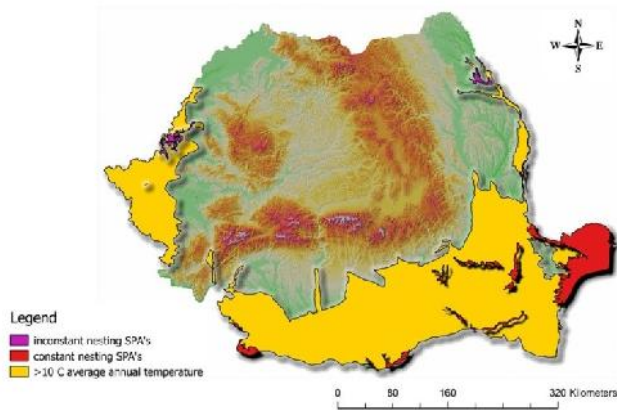 N
W E
S
Legend
inconstant nesting SPA's
constant nesting SPA's
>10 C average annual temperature
0 80 160 320 Kilometers